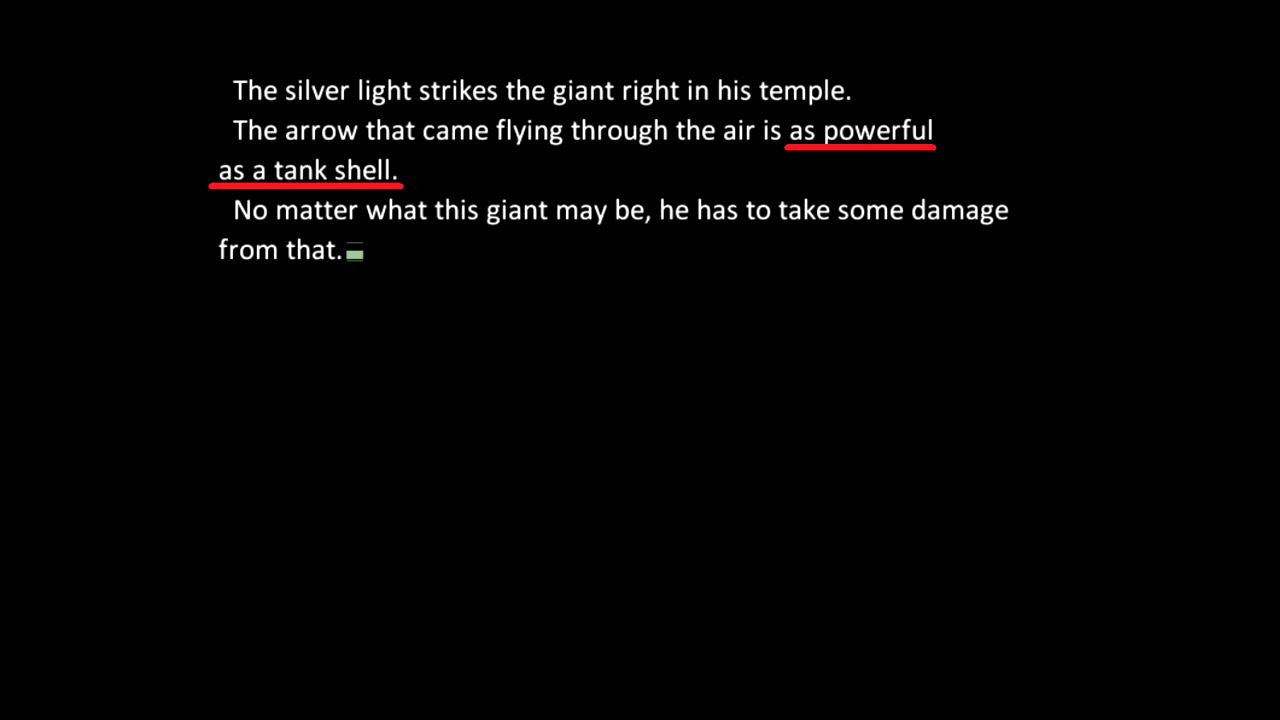 The silver light strikes the giant right in his temple.
The arrow that came flying through the air is as powerful
as a tank shell.
No matter what this giant may be, he has to take some damage
from that.